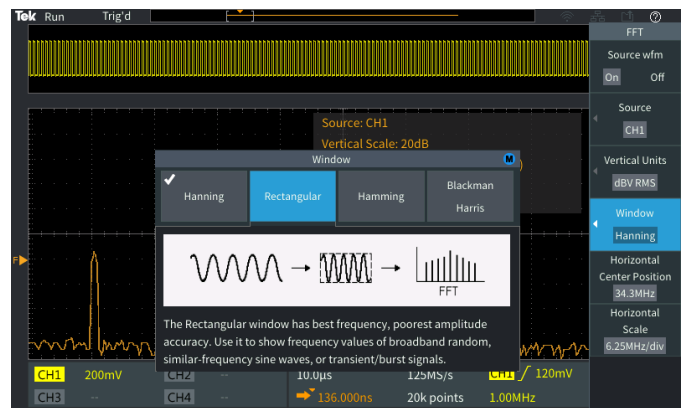 Tek Run Trig'd
FFT
Source wfm
On Off
Source
CH1
Vertical Units
dBV RMS
Window
Hanning
Horizontal
Center Position
34.3MHz
Horizontal
Scale
6.25MHz/div
Source: CH1
Vertical Scale: 20dB
)
Window M
Hanning
Rectangular
Hamming
Blackman
Harris
FFT
The Rectangular window has best frequency, poorest amplitude
accuracy. Use it to show frequency values of broadband random,
similar-frequency sine waves, or transient/burst signals.
F
CH1 200mV CH2 -- 10.0µs 125MS/s CH1 120mV
CH3 -- CH4 -- 136.000ns 20k points 1.00MHz